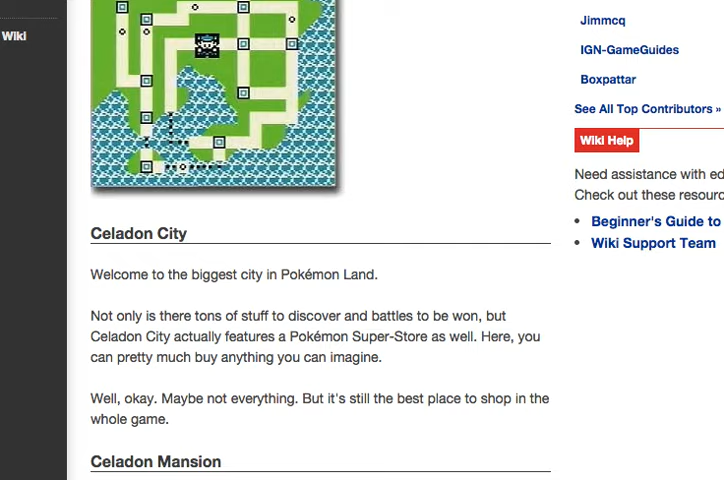 Wiki
Celadon City
Welcome to the biggest city in Pokémon Land.
Not only is there tons of stuff to discover and battles to be won, but
Celadon City actually features a Pokémon Super-Store as well. Here, you
can pretty much buy anything you can imagine.
Well, okay. Maybe not everything. But it's still the best place to shop in the
whole game.
Celadon Mansion
Jimmcq
IGN-GameGuides
Boxpattar
See All Top Contributors »
Wiki Help
Need assistance with ed
Check out these resourc
• Beginner's Guide to
• Wiki Support Team